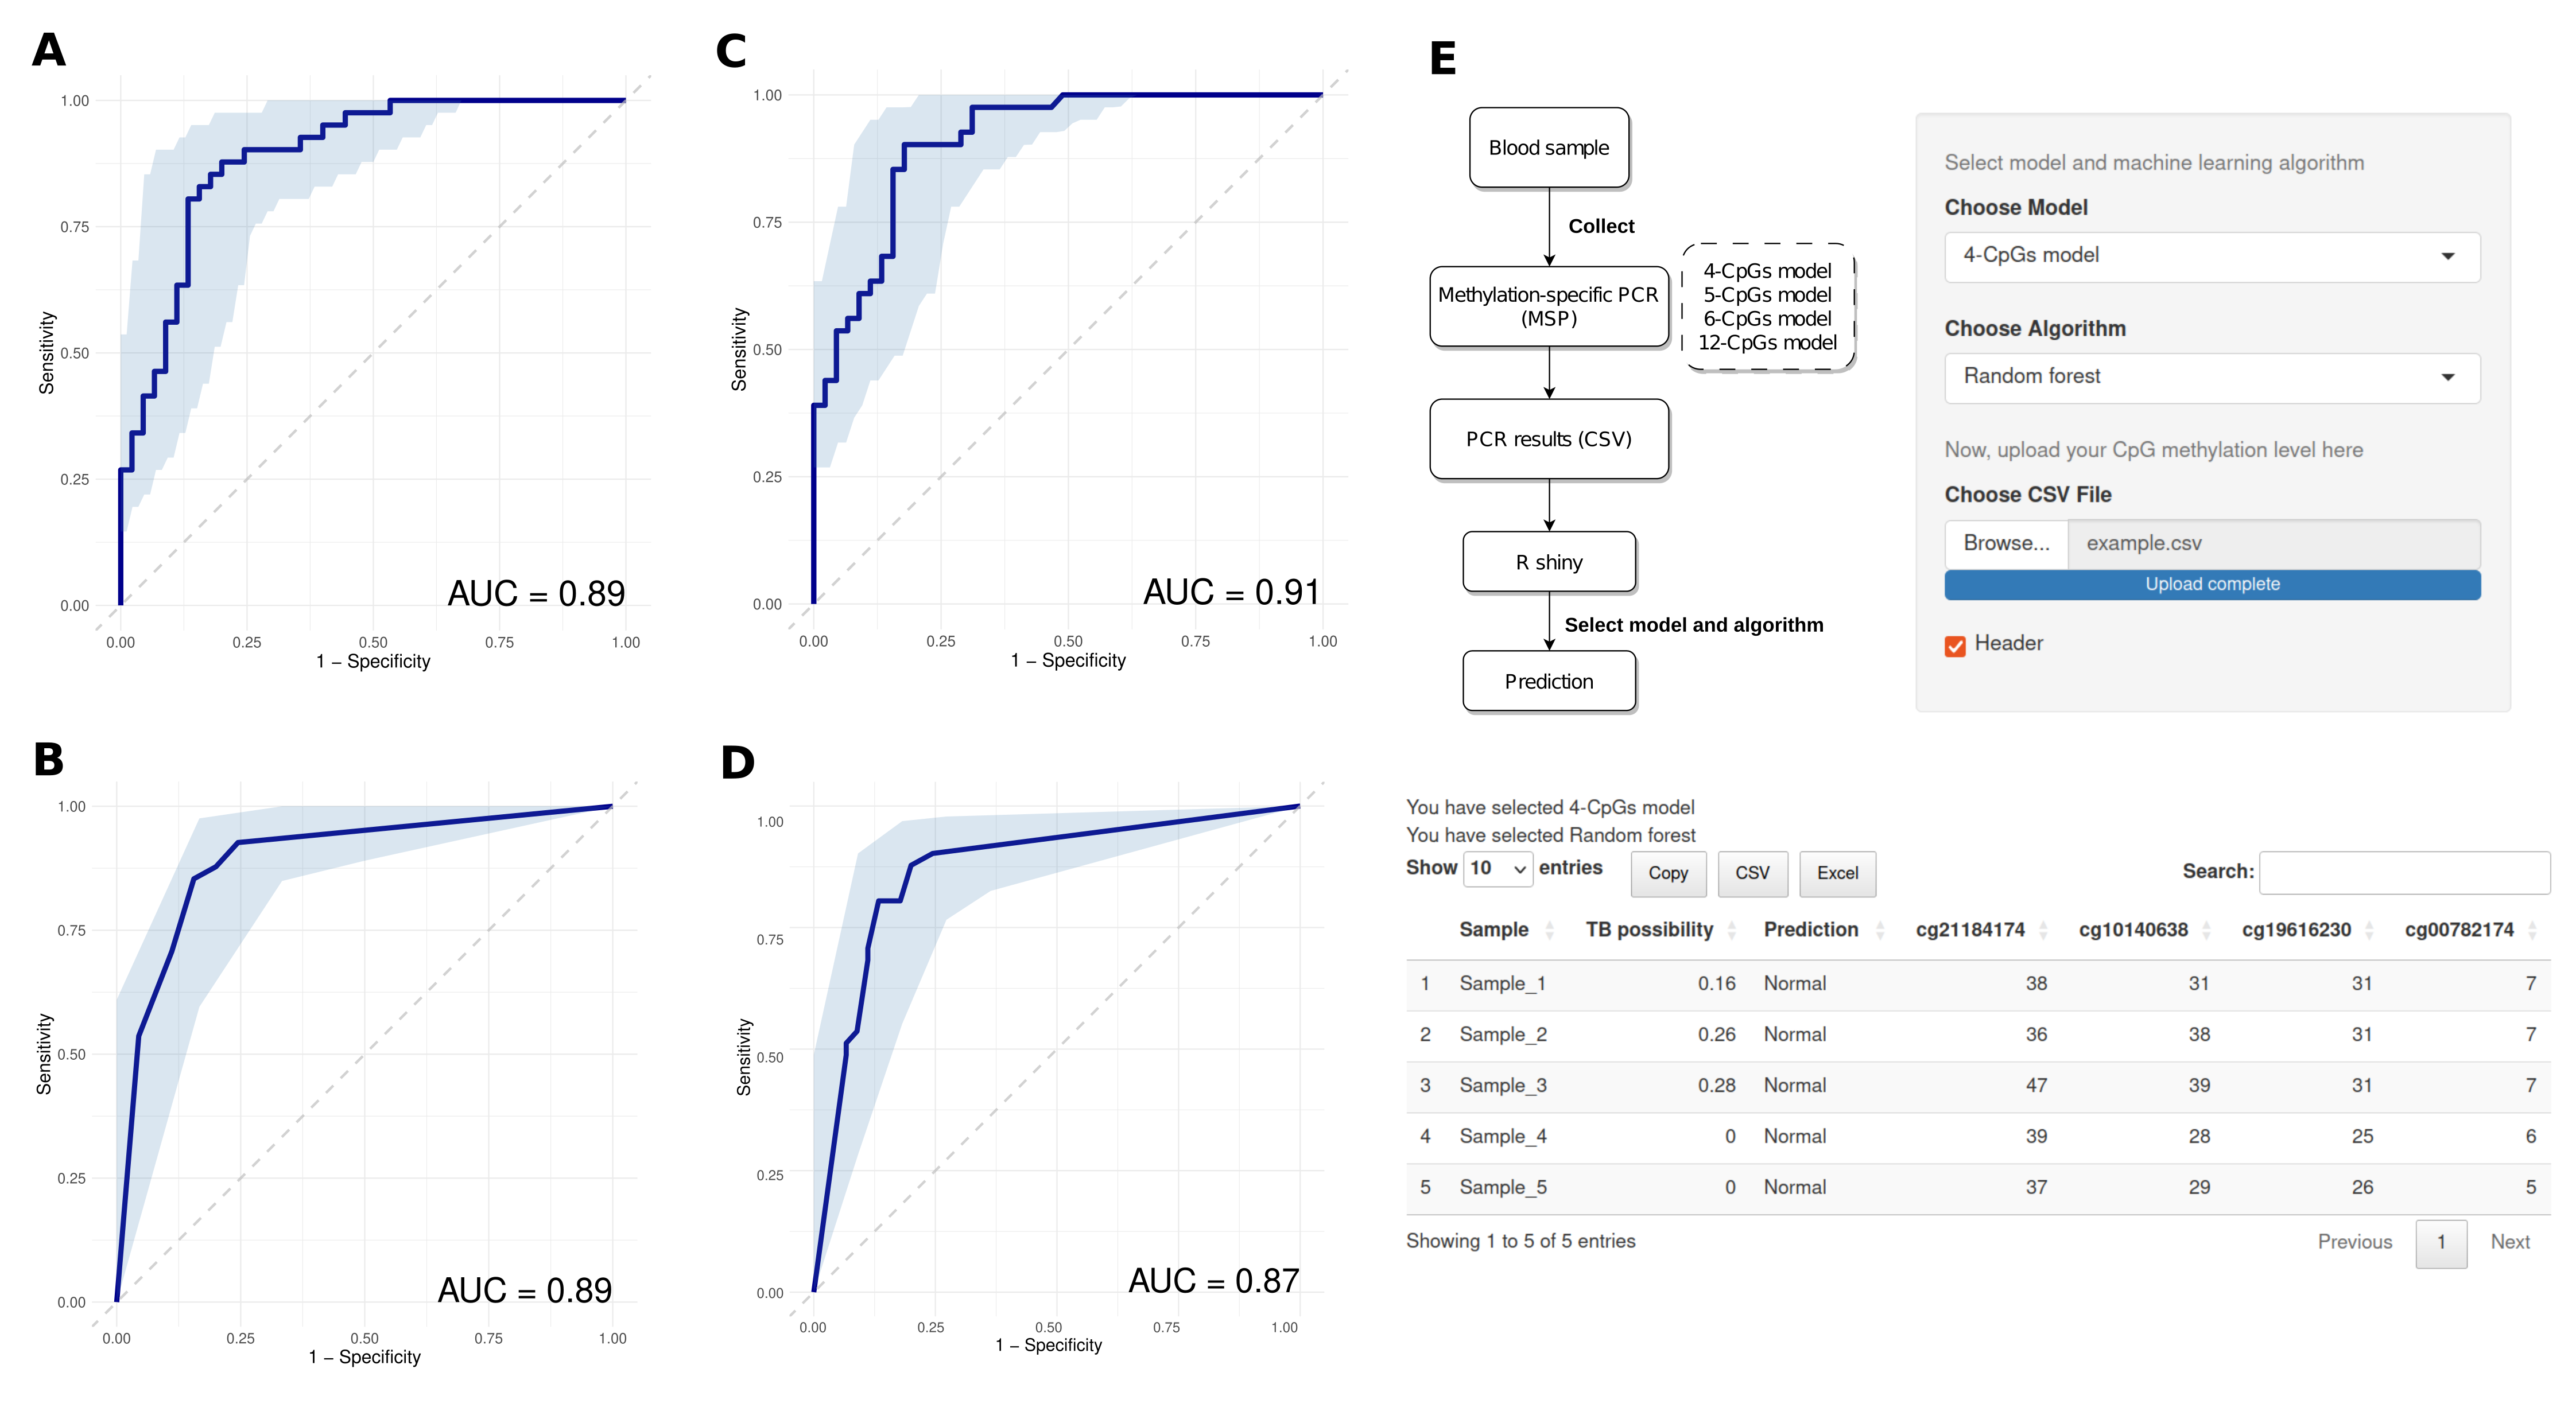 A
1.00
0.75
0.50
0.25
0.00
Sensitivity
AUC = 0.89
0.00 0.25 0.50 0.75 1.00
1 − Specificity
B
1.00
0.75
0.50
0.25
0.00
Sensitivity
AUC = 0.89
0.00 0.25 0.50 0.75 1.00
1 − Specificity
C
1.00
0.75
0.50
0.25
0.00
Sensitivity
AUC = 0.91
0.00 0.25 0.50 0.75 1.00
1 − Specificity
D
1.00
0.75
0.50
0.25
0.00
Sensitivity
AUC = 0.87
0.00 0.25 0.50 0.75 1.00
1 − Specificity
E
Blood sample
Collect
Methylation-specific PCR
(MSP)
4-CpGs model
5-CpGs model
6-CpGs model
12-CpGs model
PCR results (CSV)
R shiny
Select model and algorithm
Prediction
Select model and machine learning algorithm
Choose Model
4-CpGs model
Choose Algorithm
Random forest
Now, upload your CpG methylation level here
Choose CSV File
Browse... example.csv
Upload complete
Header
You have selected 4-CpGs model
You have selected Random forest
Show 10 entries Copy CSV Excel Search:
Sample TB possibility Prediction cg21184174 cg10140638 cg19616230 cg00782174
1 Sample_1 0.16 Normal 38 31 31 7
2 Sample_2 0.26 Normal 36 38 31 7
3 Sample_3 0.28 Normal 47 39 31 7
4 Sample_4 0 Normal 39 28 25 6
5 Sample_5 0 Normal 37 29 26 5
Showing 1 to 5 of 5 entries Previous 1 Next